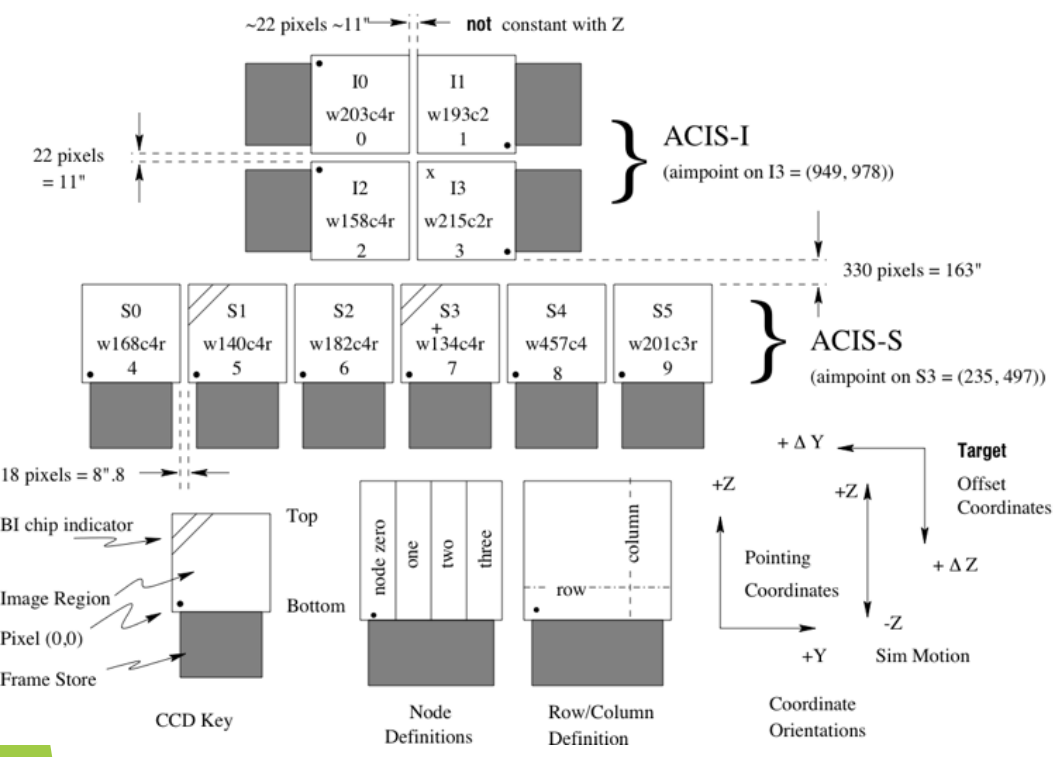 ~22 pixels ~11"
not constant with Z
I0
w203c4r
0
I1
w193c2
1
22 pixels
= 11"
I2
w158c4r
2
x
I3
w215c2r
3
ACIS-I
(aimpoint on I3 = (949, 978))
330 pixels = 163"
S0
w168c4r
4
S1
w140c4r
5
S2
w182c4r
6
S3
+
w134c4r
7
S4
w457c4
8
S5
w201c3r
9
ACIS-S
(aimpoint on S3 = (235, 497))
18 pixels = 8".8
BI chip indicator
Image Region
Pixel (0,0)
Frame Store
Top
Bottom
CCD Key
node zero
one
two
three
Node
Definitions
row
column
Row/Column
Definition
+Z
Pointing
Coordinates
+Y
+ Δ Y
Target
Offset
Coordinates
+ Δ Z
+Z
-Z
Sim Motion
Coordinate
Orientations